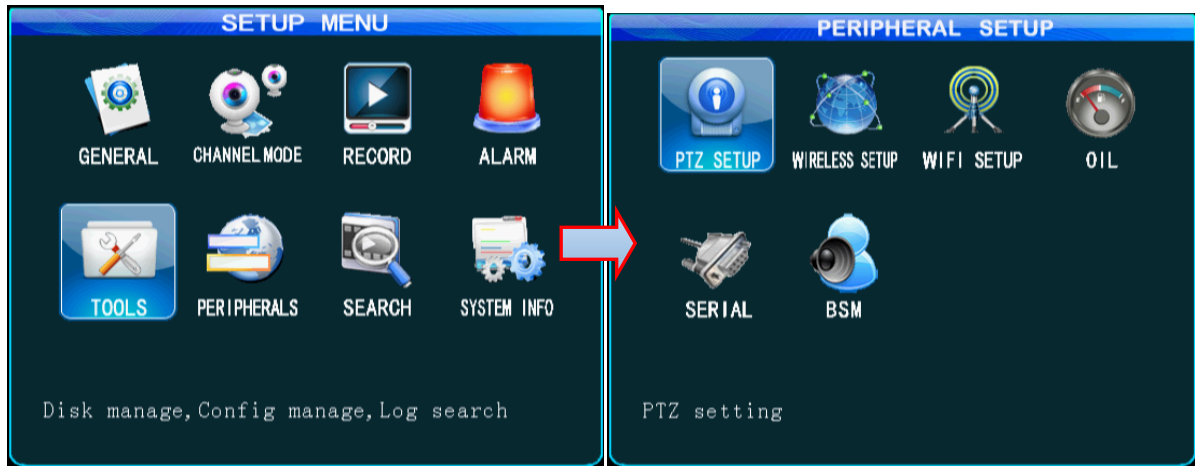 SETUP MENU
GENERAL CHANNEL MODE RECORD ALARM
TOOLS PERIPHERALS SEARCH SYSTEM INFO
Disk manage,Config manage,Log search
PERIPHERAL SETUP
PTZ SETUP WIRELESS SETUP WIFI SETUP OIL
SERIAL BSM
PTZ setting